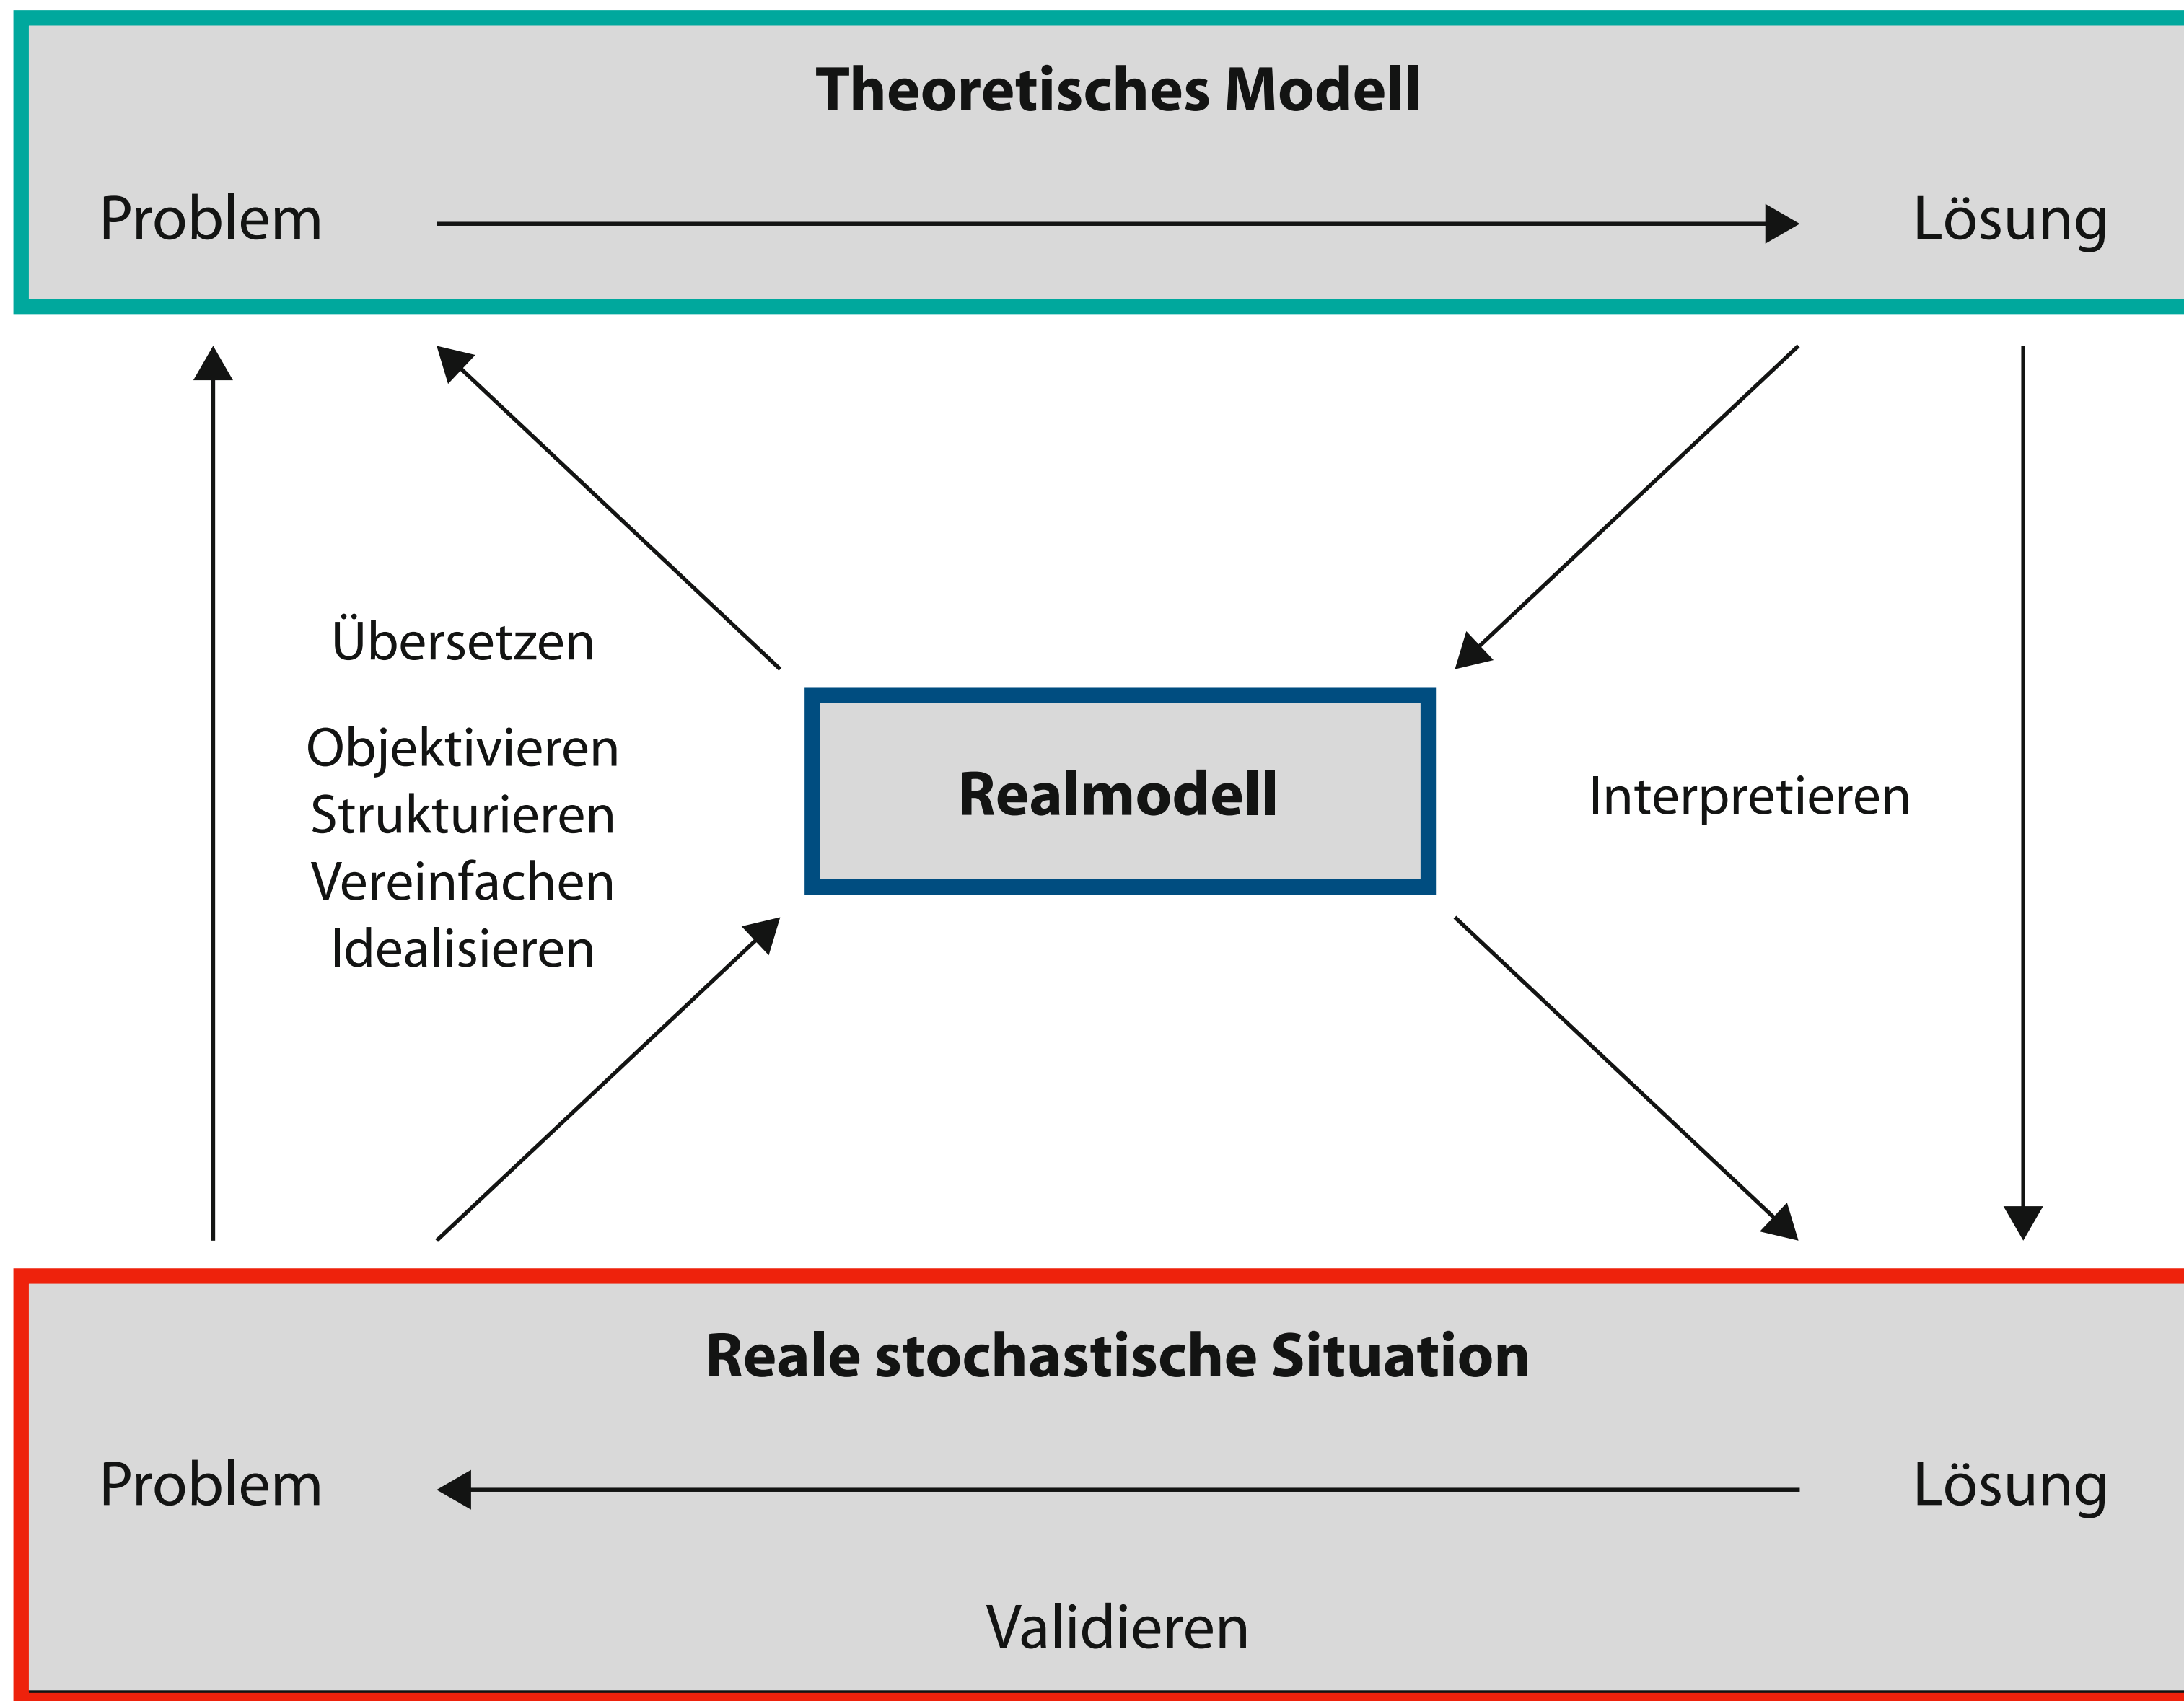 Theoretisches Modell
Problem
Lösung
Übersetzen
Objektivieren
Strukturieren
Vereinfachen
Idealisieren
Realmodell
Interpretieren
Reale stochastische Situation
Problem
Lösung
Validieren